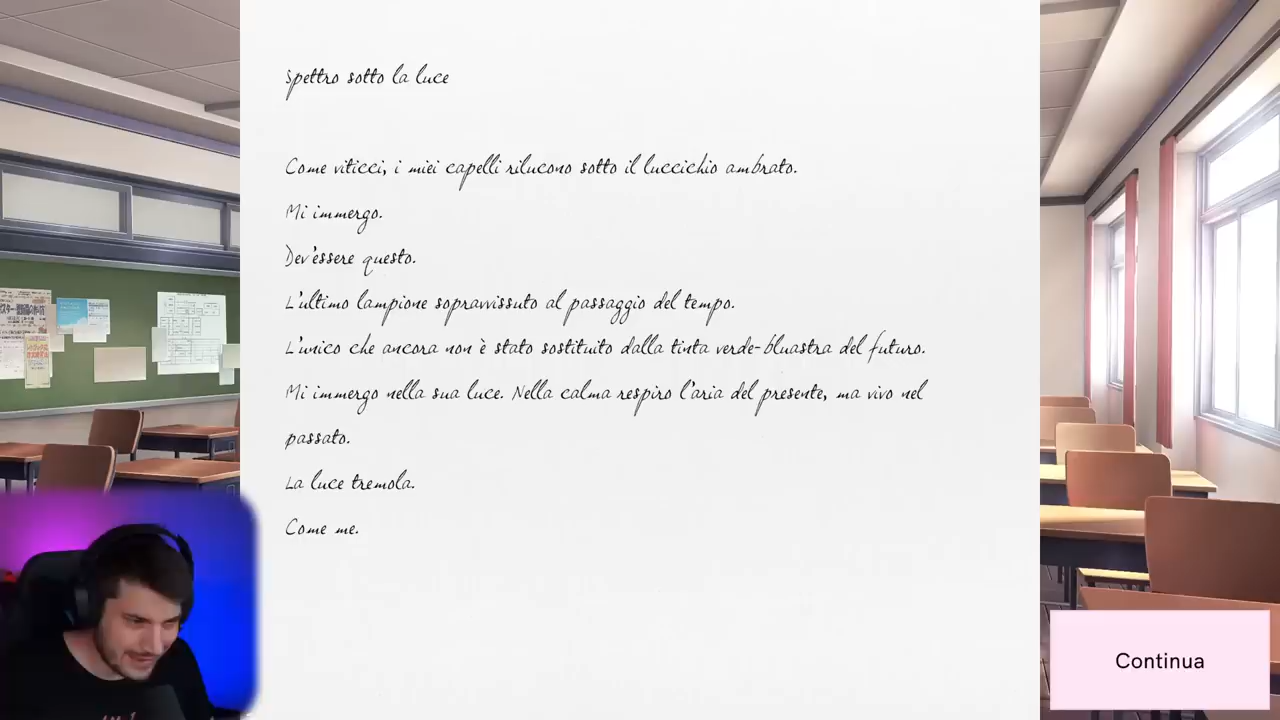 Spettro sotto la luce
Come viticci, i miei capelli rilucono sotto il luccichio ambrato.
Mi immergo.
Dev'essere questo.
L'ultimo lampione sopravvissuto al passaggio del tempo.
L'unico che ancora non è stato sostituito dalla tinta verde-bluastra del futuro.
Mi immergo nella sua luce. Nella calma respiro l'aria del presente, ma vivo nel
passato.
La luce tremola.
Come me.
Continua